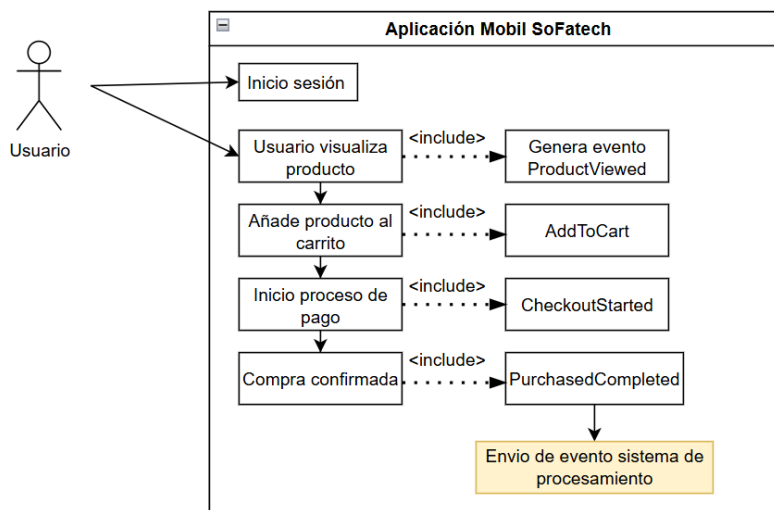 Aplicación Mobil SoFatech
Inicio sesión
Usuario
Usuario visualiza
producto
<include>
Genera evento
ProductViewed
Añade producto al
carrito
<include>
AddToCart
Inicio proceso de
pago
<include>
CheckoutStarted
Compra confirmada
<include>
PurchasedCompleted
Envio de evento sistema de
procesamiento